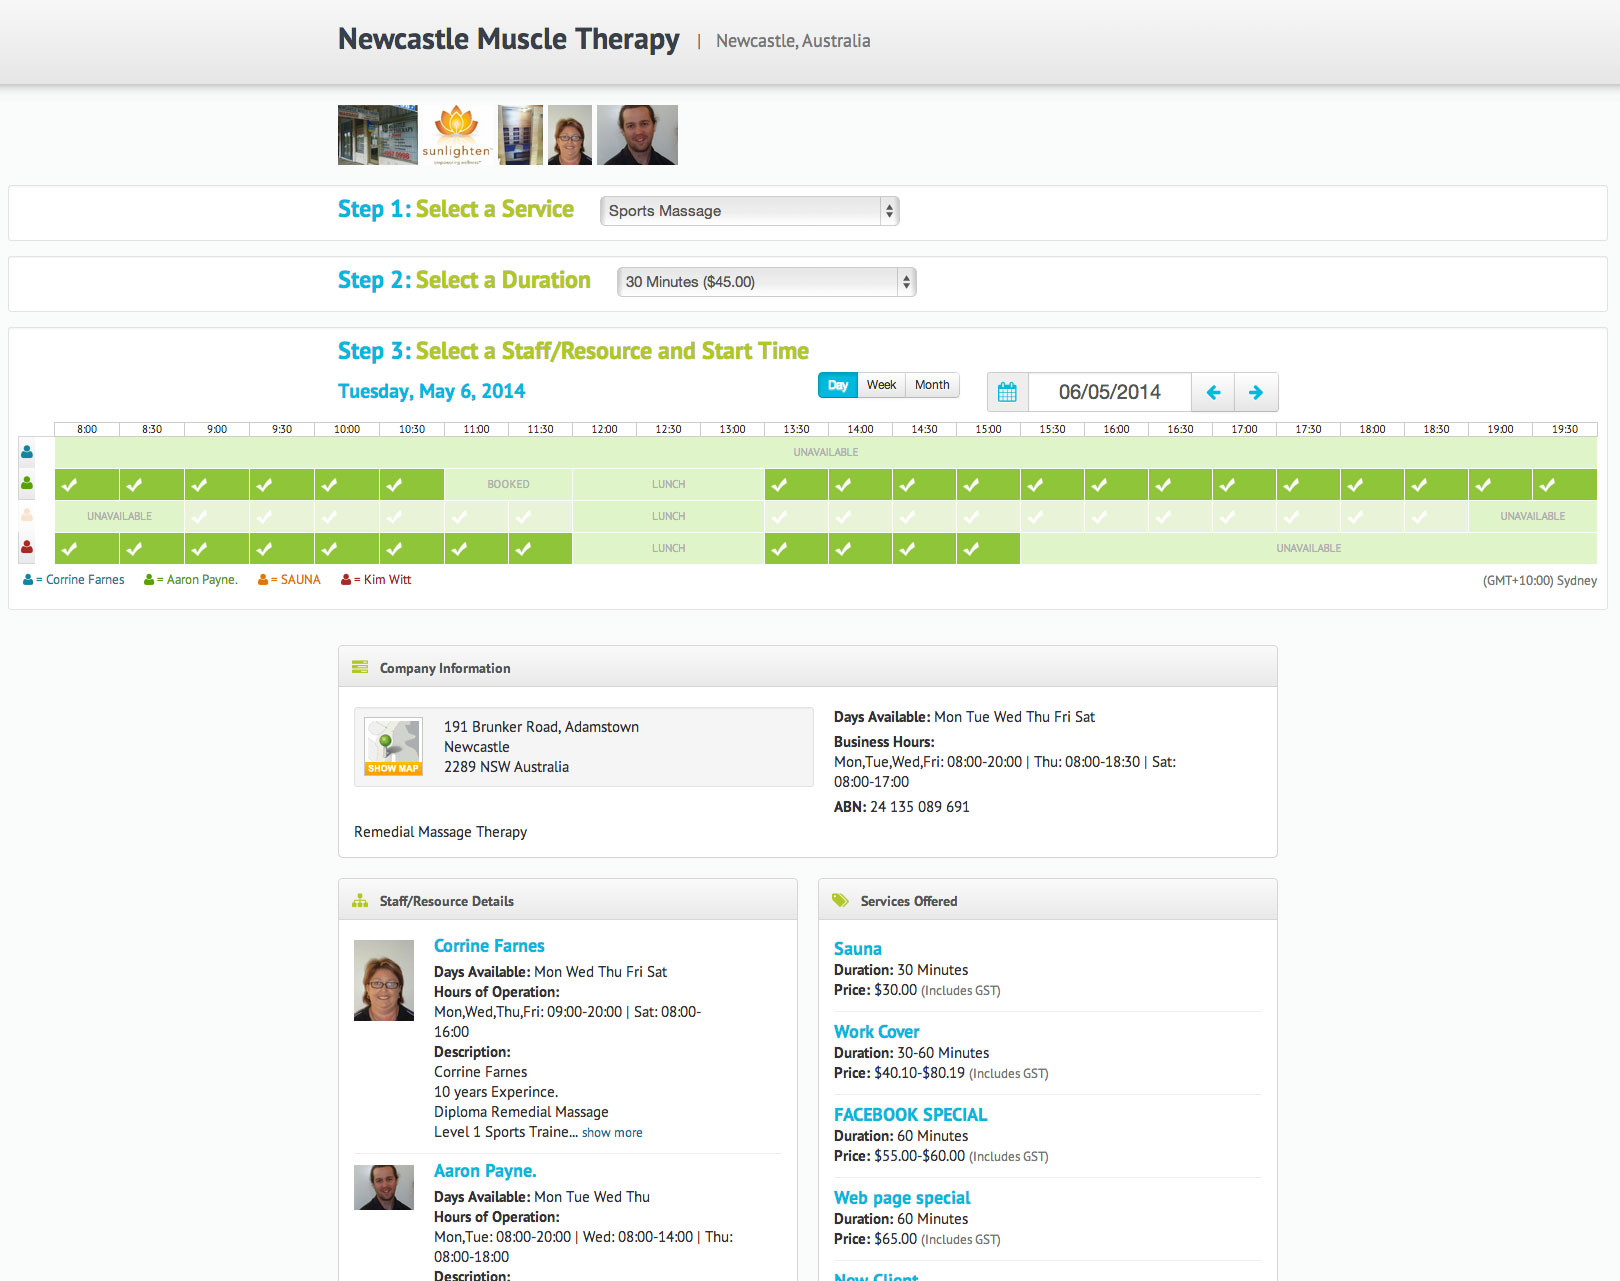 Newcastle Muscle Therapy | Newcastle, Australia
sunlighten
Step 1: Select a Service Sports Massage
Step 2: Select a Duration 30 Minutes ($45.00)
Step 3: Select a Staff/Resource and Start Time
Tuesday, May 6, 2014 Day Week Month 06/05/2014
8:00 8:30 9:00 9:30 10:00 10:30 11:00 11:30 12:00 12:30 13:00 13:30 14:00 14:30 15:00 15:30 16:00 16:30 17:00 17:30 18:00 18:30 19:00 19:30
UNAVAILABLE
BOOKED LUNCH
UNAVAILABLE LUNCH UNAVAILABLE
LUNCH UNAVAILABLE
= Corrine Farnes = Aaron Payne. = SAUNA = Kim Witt (GMT+10:00) Sydney
Company Information
SHOW MAP
191 Brunker Road, Adamstown
Newcastle
2289 NSW Australia
Days Available: Mon Tue Wed Thu Fri Sat
Business Hours:
Mon,Tue,Wed,Fri: 08:00-20:00 | Thu: 08:00-18:30 | Sat:
08:00-17:00
ABN: 24 135 089 691
Remedial Massage Therapy
Staff/Resource Details
Corrine Farnes
Days Available: Mon Wed Thu Fri Sat
Hours of Operation:
Mon,Wed,Thu,Fri: 09:00-20:00 | Sat: 08:00-
16:00
Description:
Corrine Farnes
10 years Experince.
Diploma Remedial Massage
Level 1 Sports Traine... show more
Aaron Payne.
Days Available: Mon Tue Wed Thu
Hours of Operation:
Mon,Tue: 08:00-20:00 | Wed: 08:00-14:00 | Thu:
08:00-18:00
Description:
Services Offered
Sauna
Duration: 30 Minutes
Price: $30.00 (Includes GST)
Work Cover
Duration: 30-60 Minutes
Price: $40.10-$80.19 (Includes GST)
FACEBOOK SPECIAL
Duration: 60 Minutes
Price: $55.00-$60.00 (Includes GST)
Web page special
Duration: 60 Minutes
Price: $65.00 (Includes GST)
New Client